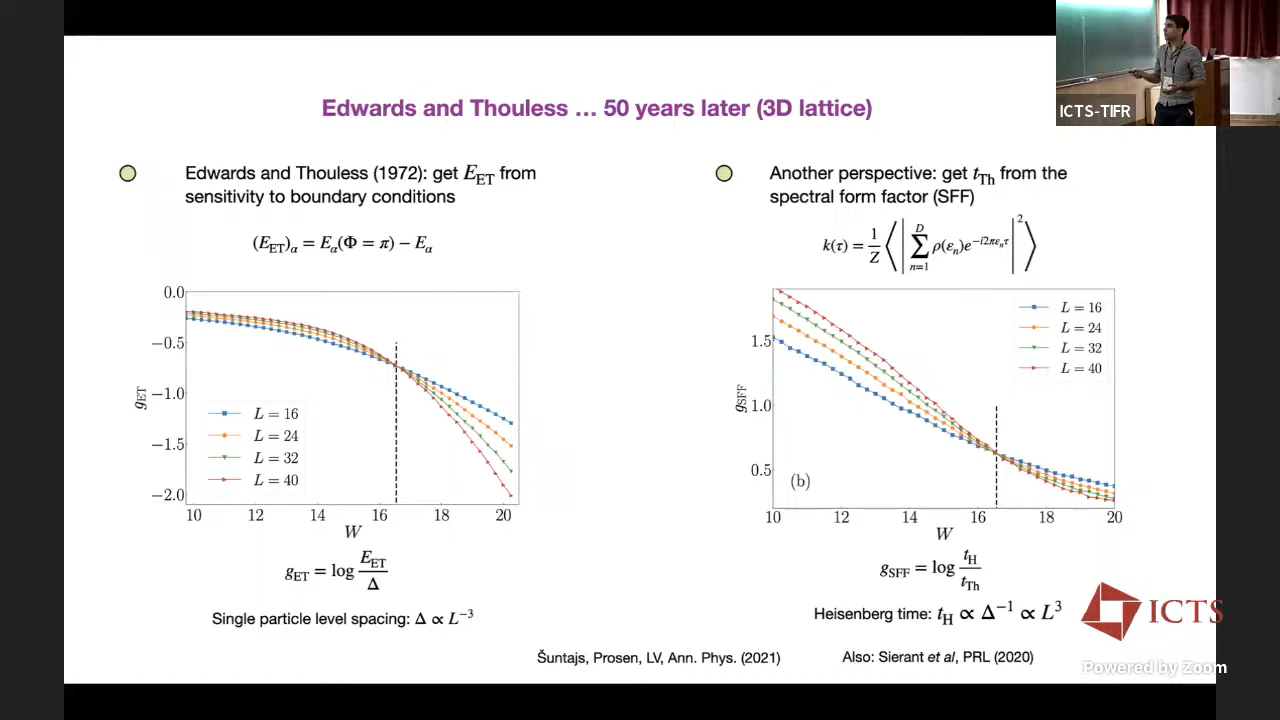 ICTS-TIFR
Edwards and Thouless … 50 years later (3D lattice)
Edwards and Thouless (1972): get E_ET from
sensitivity to boundary conditions
(E_ET)_α = E_α(Φ = π) − E_α
0.0
−0.5
−1.0
−1.5
−2.0
g_ET
L = 16
L = 24
L = 32
L = 40
10 12 14 16 18 20
W
g_ET = log E_ET/Δ
Single particle level spacing: Δ ∝ L⁻³
Another perspective: get t_Th from the
spectral form factor (SFF)
k(τ) = 1/Z ⟨|∑_{n=1}^{D} ρ(ε_n)e^{−i2πε_nτ}|²⟩
1.5
1.0
0.5
g_SFF
L = 16
L = 24
L = 32
L = 40
(b)
10 12 14 16 18 20
W
g_SFF = log t_H/t_Th
Heisenberg time: t_H ∝ Δ⁻¹ ∝ L³
Šuntajs, Prosen, LV, Ann. Phys. (2021)
Also: Sierant et al, PRL (2020)
ICTS
Powered by Zoom